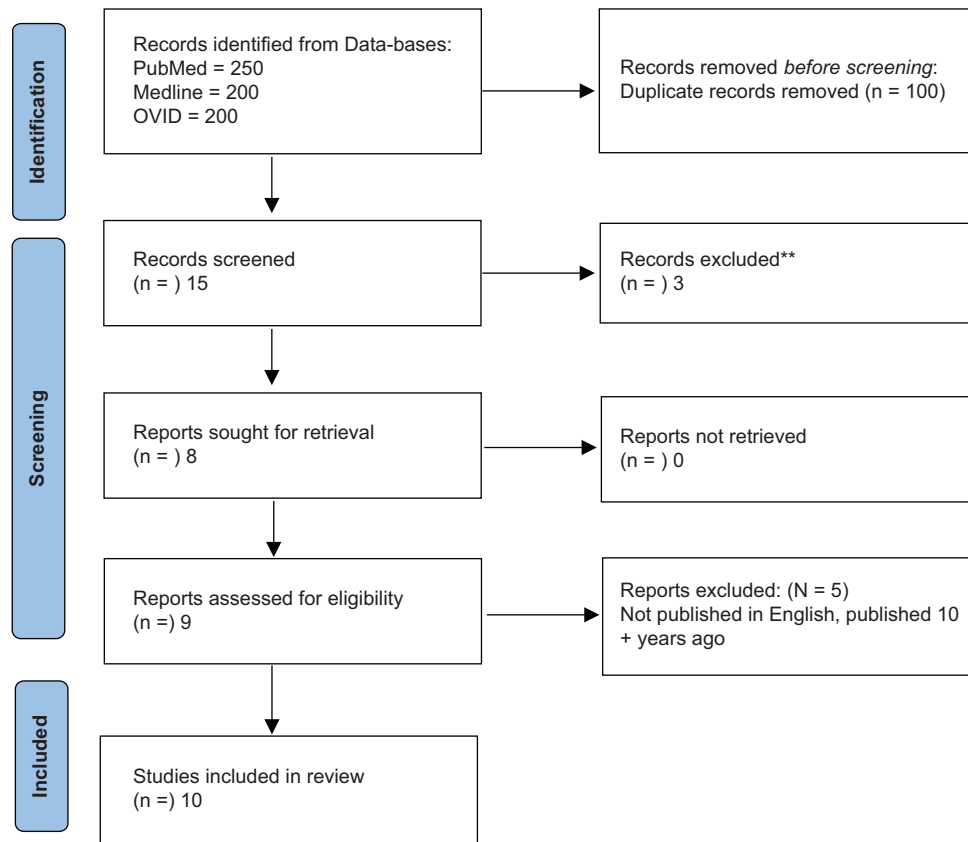 Identification
Records identified from Data-bases:
PubMed = 250
Medline = 200
OVID = 200
Records removed before screening:
Duplicate records removed (n = 100)
Screening
Records screened
(n = ) 15
Records excluded**
(n = ) 3
Reports sought for retrieval
(n = ) 8
Reports not retrieved
(n = ) 0
Reports assessed for eligibility
(n =) 9
Reports excluded: (N = 5)
Not published in English, published 10
+ years ago
Included
Studies included in review
(n =) 10